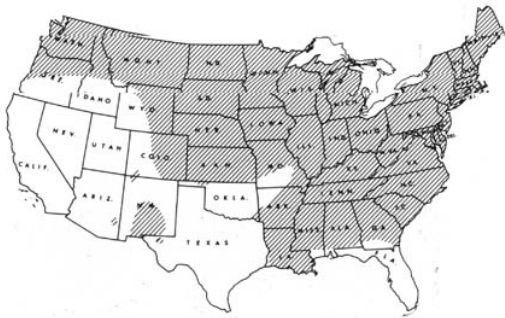 WASH.
MONT.
N.D.
MINN.
ORE.
IDAHO
WYO.
S.D.
WIS.
MICH.
N.Y.
NEV.
UTAH
COLO.
NEB.
IOWA
ILL.
IND.
OHIO
PA.
CALIF.
KAN.
MO.
KY.
VA.
ARIZ.
N.M.
OKLA.
ARK.
TENN.
N.C.
S.C.
TEXAS
LA.
MISS.
ALA.
GA.
FLA.